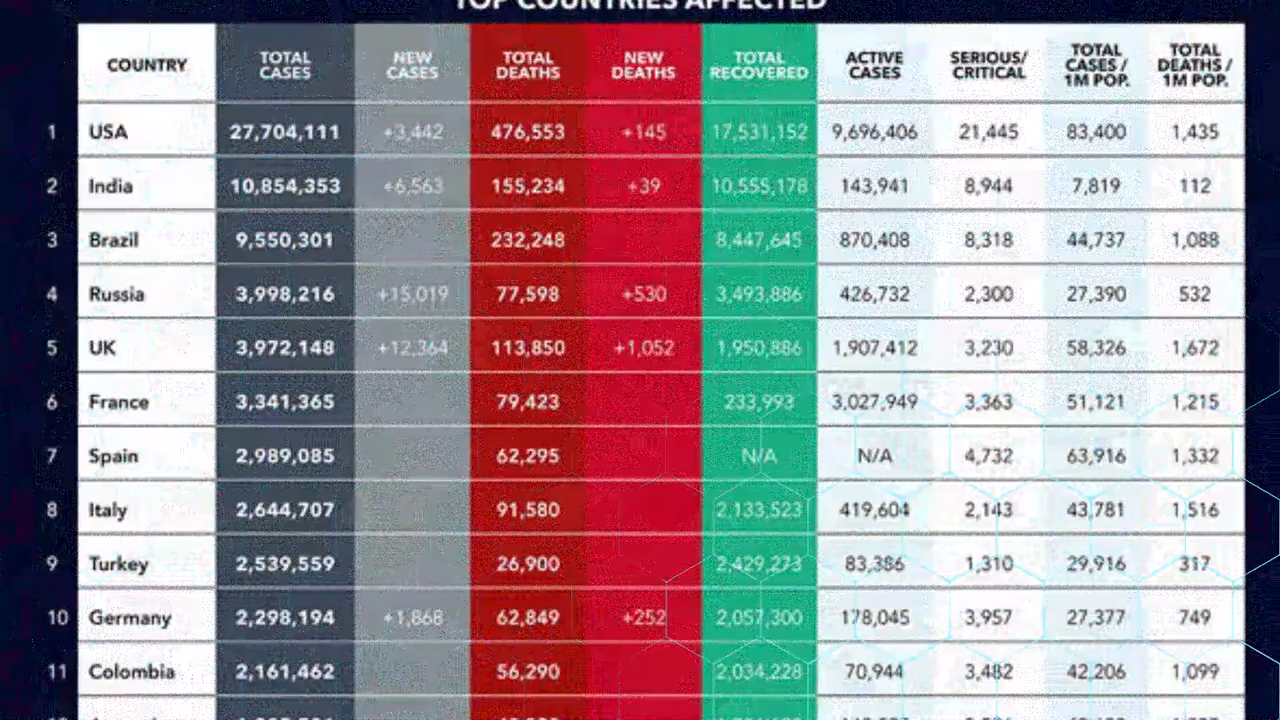 TOP COUNTRIES AFFECTED
COUNTRY TOTAL CASES NEW CASES TOTAL DEATHS NEW DEATHS TOTAL RECOVERED ACTIVE CASES SERIOUS/ CRITICAL TOTAL CASES / 1M POP. TOTAL DEATHS / 1M POP.
1 USA 27,704,111 +3,442 476,553 +145 17,531,152 9,696,406 21,445 83,400 1,435
2 India 10,854,353 +6,563 155,234 +39 10,555,178 143,941 8,944 7,819 112
3 Brazil 9,550,301 232,248 8,447,645 870,408 8,318 44,737 1,088
4 Russia 3,998,216 +15,019 77,598 +530 3,493,886 426,732 2,300 27,390 532
5 UK 3,972,148 +12,364 113,850 +1,052 1,950,886 1,907,412 3,230 58,326 1,672
6 France 3,341,365 79,423 233,993 3,027,949 3,363 51,121 1,215
7 Spain 2,989,085 62,295 N/A N/A 4,732 63,916 1,332
8 Italy 2,644,707 91,580 2,133,523 419,604 2,143 43,781 1,516
9 Turkey 2,539,559 26,900 2,429,273 83,386 1,310 29,916 317
10 Germany 2,298,194 +1,868 62,849 +252 2,057,300 178,045 3,957 27,377 749
11 Colombia 2,161,462 56,290 2,034,228 70,944 3,482 42,206 1,099